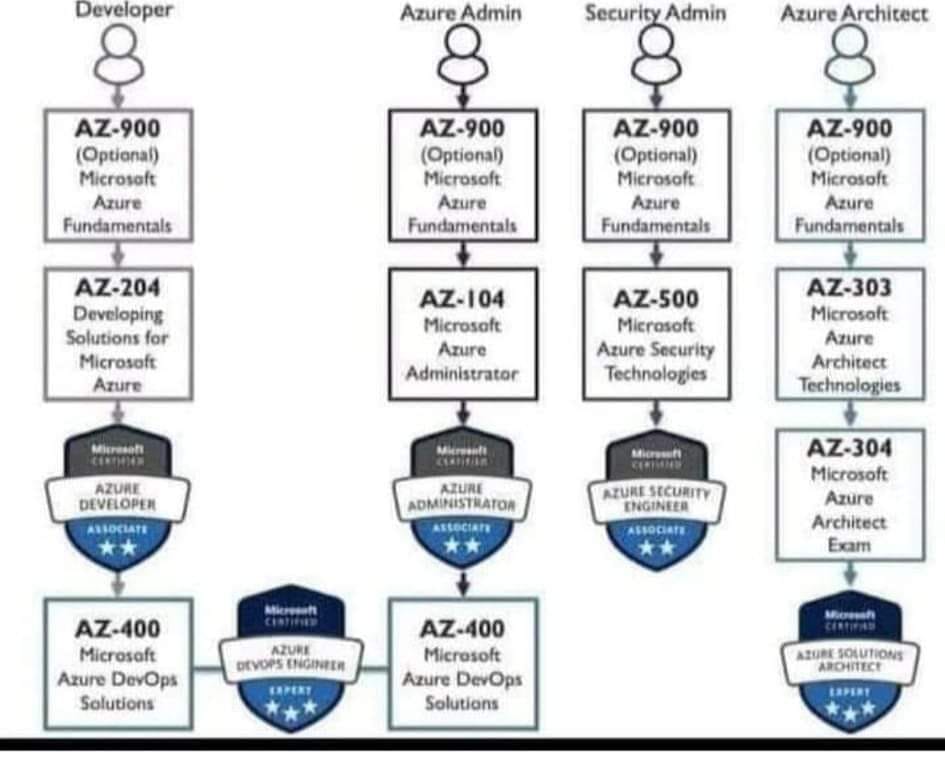 Developer
AZ-900
(Optional)
Microsoft
Azure
Fundamentals
AZ-204
Developing
Solutions for
Microsoft
Azure
Microsoft
CERTIFIED
AZURE
DEVELOPER
ASSOCIATE
AZ-400
Microsoft
Azure DevOps
Solutions
Microsoft
CERTIFIED
AZURE
DEVOPS ENGINEER
EXPERT
Azure Admin
AZ-900
(Optional)
Microsoft
Azure
Fundamentals
AZ-104
Microsoft
Azure
Administrator
Microsoft
CERTIFIED
AZURE
ADMINISTRATOR
ASSOCIATE
AZ-400
Microsoft
Azure DevOps
Solutions
Security Admin
AZ-900
(Optional)
Microsoft
Azure
Fundamentals
AZ-500
Microsoft
Azure Security
Technologies
Microsoft
CERTIFIED
AZURE SECURITY
ENGINEER
ASSOCIATE
Azure Architect
AZ-900
(Optional)
Microsoft
Azure
Fundamentals
AZ-303
Microsoft
Azure
Architect
Technologies
AZ-304
Microsoft
Azure
Architect
Exam
Microsoft
CERTIFIED
AZURE SOLUTIONS
ARCHITECT
EXPERT